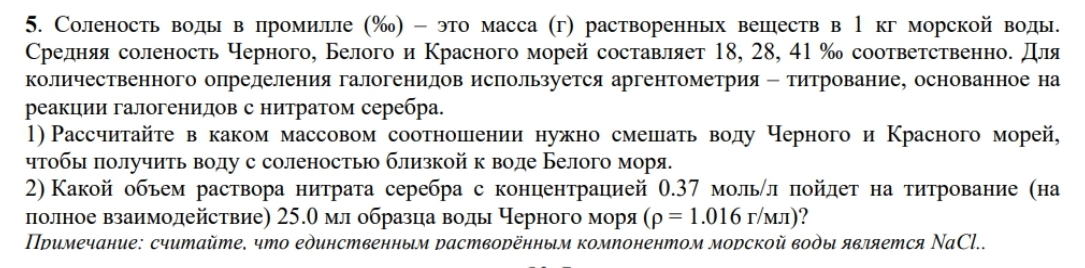 5. Соленость воды в промилле (‰) – это масса (г) растворенных веществ в 1 кг морской воды.
Средняя соленость Черного, Белого и Красного морей составляет 18, 28, 41 ‰ соответственно. Для
количественного определения галогенидов используется аргентометрия – титрование, основанное на
реакции галогенидов с нитратом серебра.
1) Рассчитайте в каком массовом соотношении нужно смешать воду Черного и Красного морей,
чтобы получить воду с соленостью близкой к воде Белого моря.
2) Какой объем раствора нитрата серебра с концентрацией 0.37 моль/л пойдет на титрование (на
полное взаимодействие) 25.0 мл образца воды Черного моря (ρ = 1.016 г/мл)?
Примечание: считайте, что единственным растворённым компонентом морской воды является NaCl..